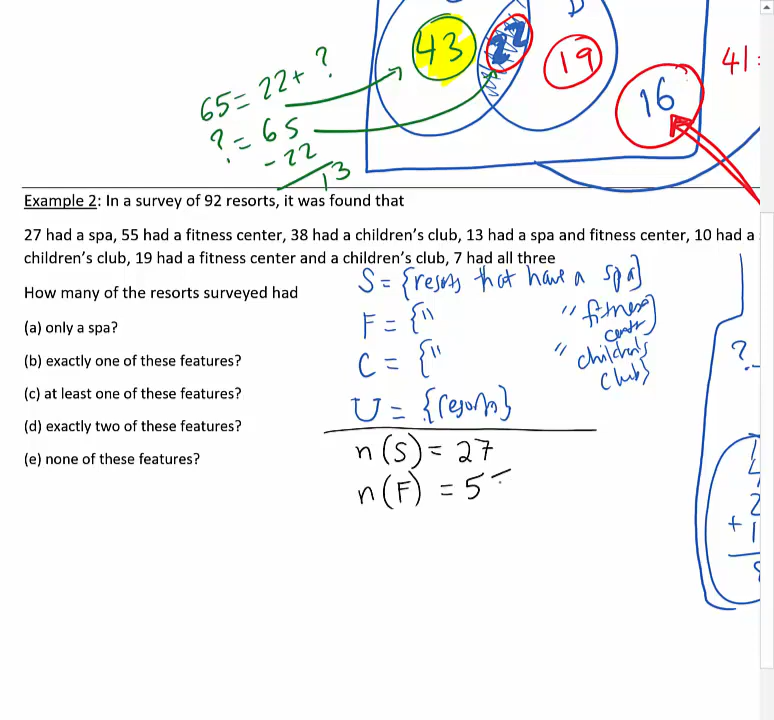 43 22 19
65 = 22 + ?
16
41 =
? = 65
- 22
13
Example 2: In a survey of 92 resorts, it was found that
27 had a spa, 55 had a fitness center, 38 had a children's club, 13 had a spa and fitness center, 10 had a
children's club, 19 had a fitness center and a children's club, 7 had all three
How many of the resorts surveyed had
S = {resorts that have a spa}
(a) only a spa?
F = {" " fitness center}
(b) exactly one of these features?
C = {" " children's club}
?
(c) at least one of these features?
U = {resorts}
(d) exactly two of these features?
n(S) = 27
(e) none of these features?
n(F) = 5
2
+ 1